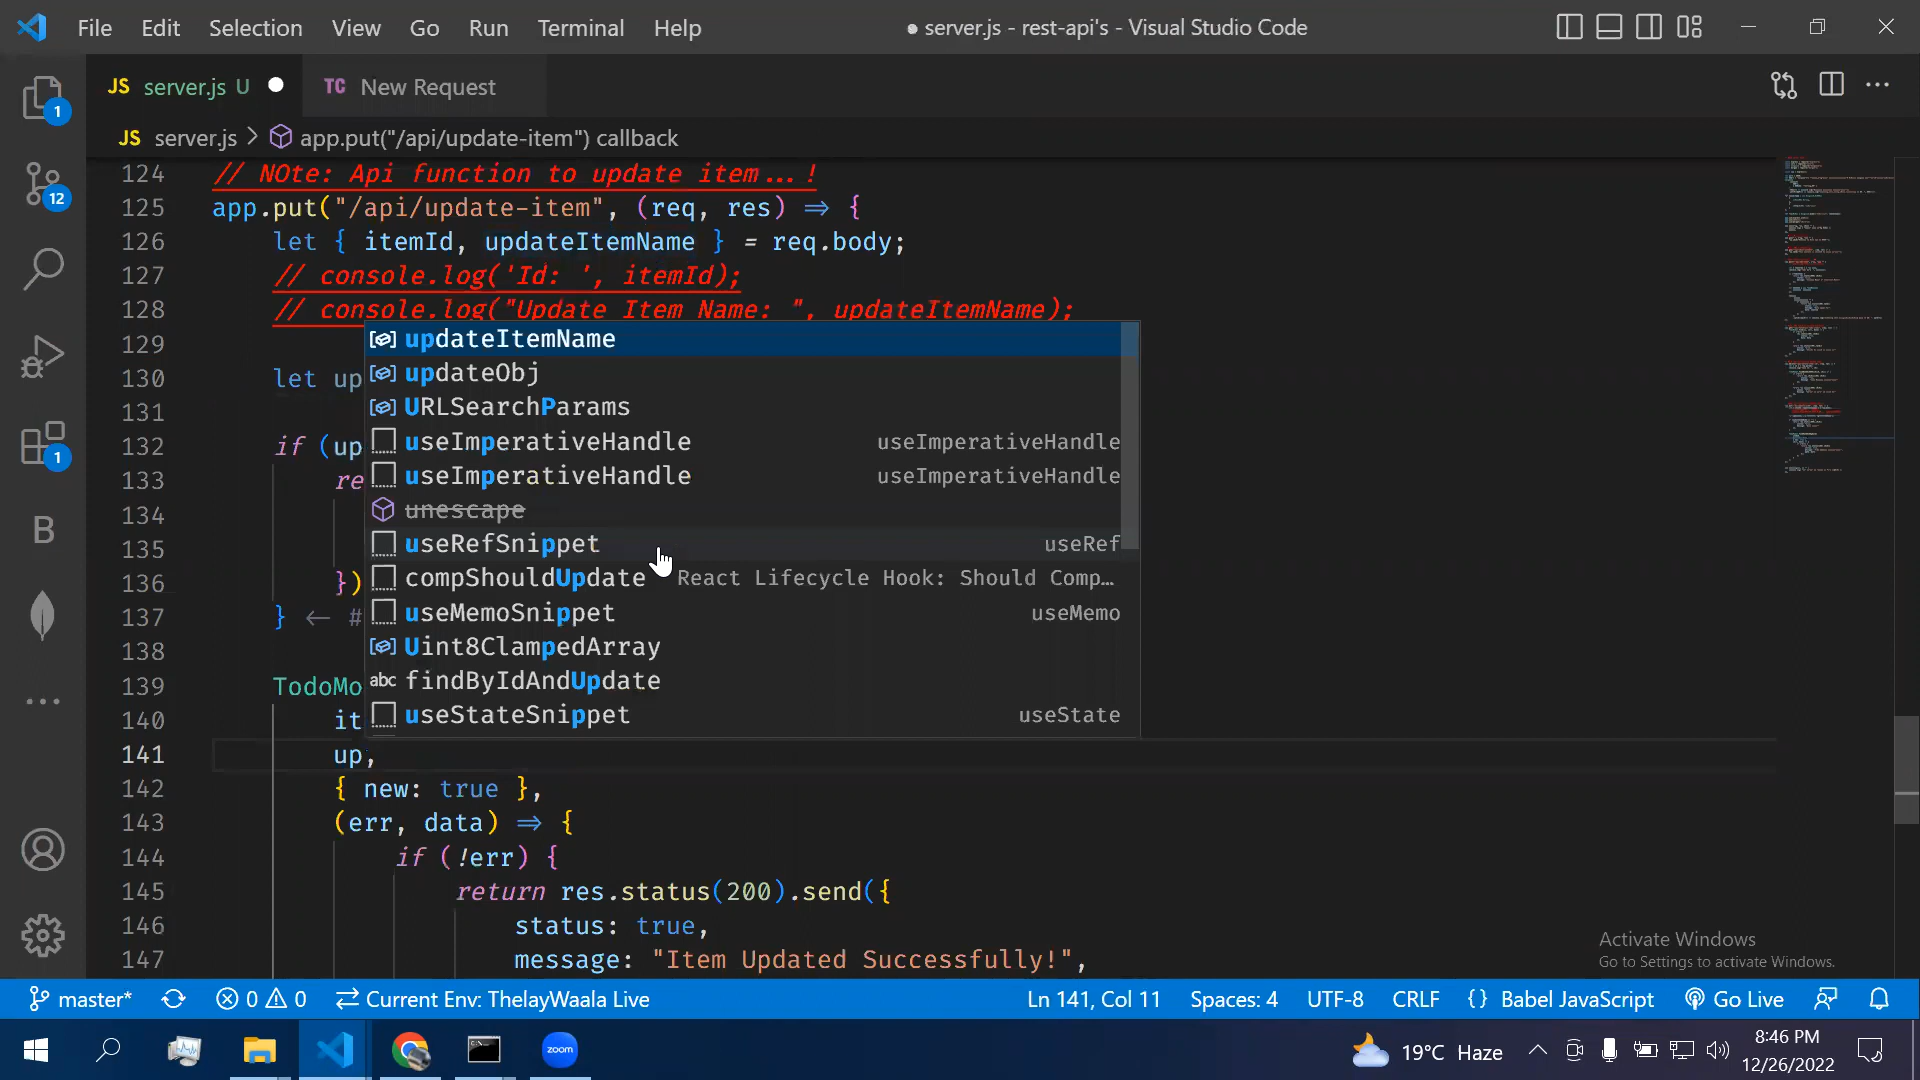 File Edit Selection View Go Run Terminal Help
● server.js - rest-api's - Visual Studio Code
JS server.js U ●
TC New Request
JS server.js > app.put("/api/update-item") callback
1
12
1
B
124 // NOte: Api function to update item...!
125 app.put("/api/update-item", (req, res) => {
126 let { itemId, updateItemName } = req.body;
127 // console.log('Id: ', itemId);
128 // console.log("Update Item Name: ", updateItemName);
129
130 let up
131
132 if (up
133 re
134
135
136 })
137 } <- #
138
139 TodoMo
140 it
141 up,
142 { new: true },
143 (err, data) => {
144 if (!err) {
145 return res.status(200).send({
146 status: true,
147 message: "Item Updated Successfully!",
updateItemName
updateObj
URLSearchParams
useImperativeHandle useImperativeHandle
useImperativeHandle useImperativeHandle
unescape
useRefSnippet useRef
compShouldUpdate React Lifecycle Hook: Should Comp…
useMemoSnippet useMemo
Uint8ClampedArray
abc findByIdAndUpdate
useStateSnippet useState
Activate Windows
Go to Settings to activate Windows.
master* 0 0 Current Env: ThelayWaala Live Ln 141, Col 11 Spaces: 4 UTF-8 CRLF {} Babel JavaScript Go Live
zoom
19°C Haze
8:46 PM
12/26/2022